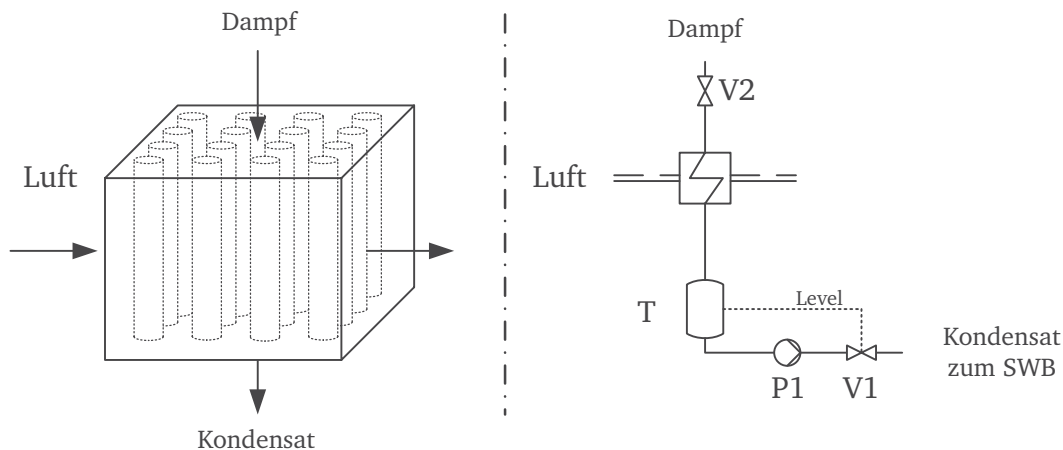 Dampf
Luft
Kondensat
Dampf
V2
Luft
T
Level
P1
V1
Kondensat
zum SWB